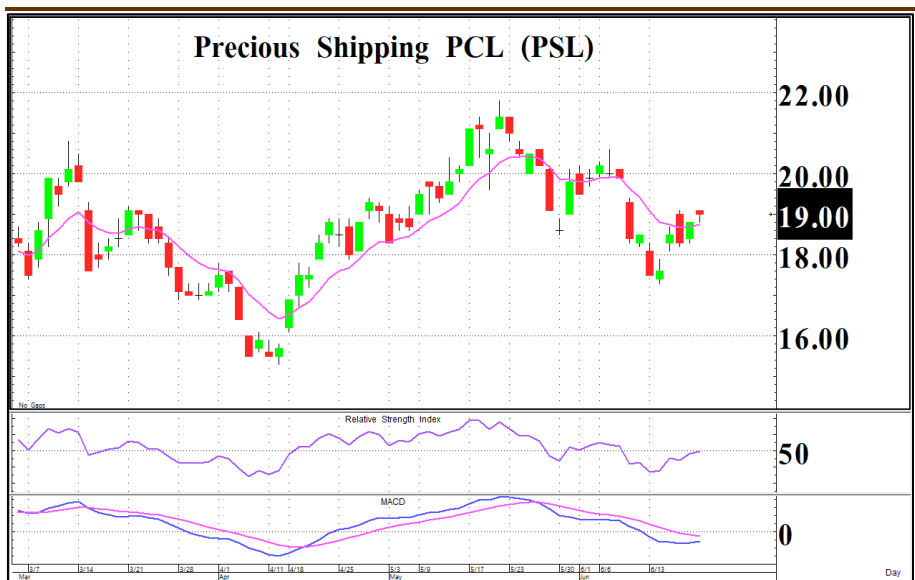 Precious Shipping PCL (PSL)
22.00
20.00
19.00
18.00
16.00
No Gaps
Relative Strength Index
50
MACD
0
3/7 3/14 3/21 3/28 4/1 4/11 4/18 4/25 5/3 5/9 5/17 5/23 5/30 6/1 6/6 6/13
Mar Apr May Jun
Day